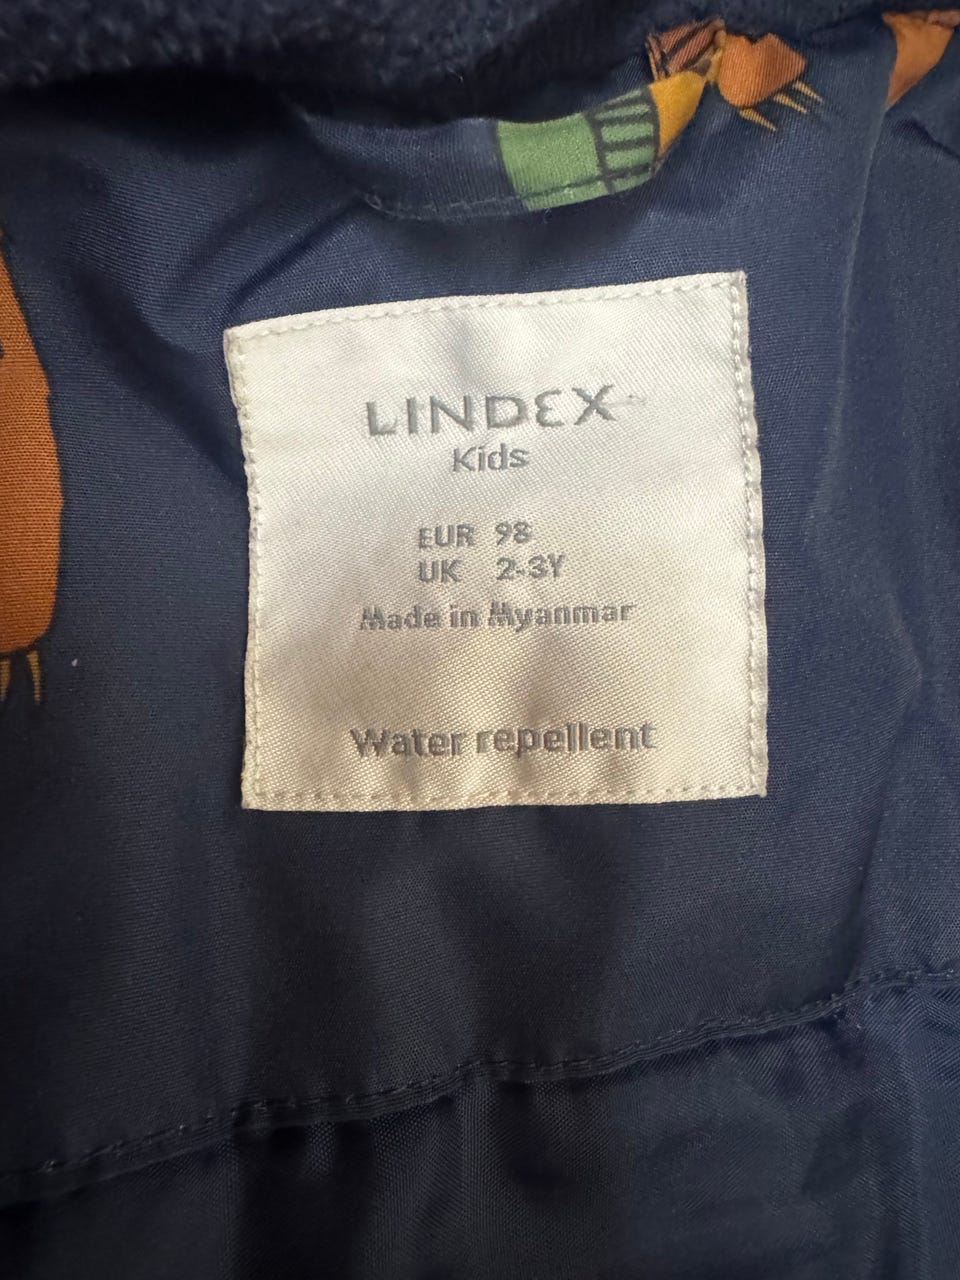 LINDEX
Kids
EUR 98
UK 2-3Y
Made in Myanmar
Water repellent